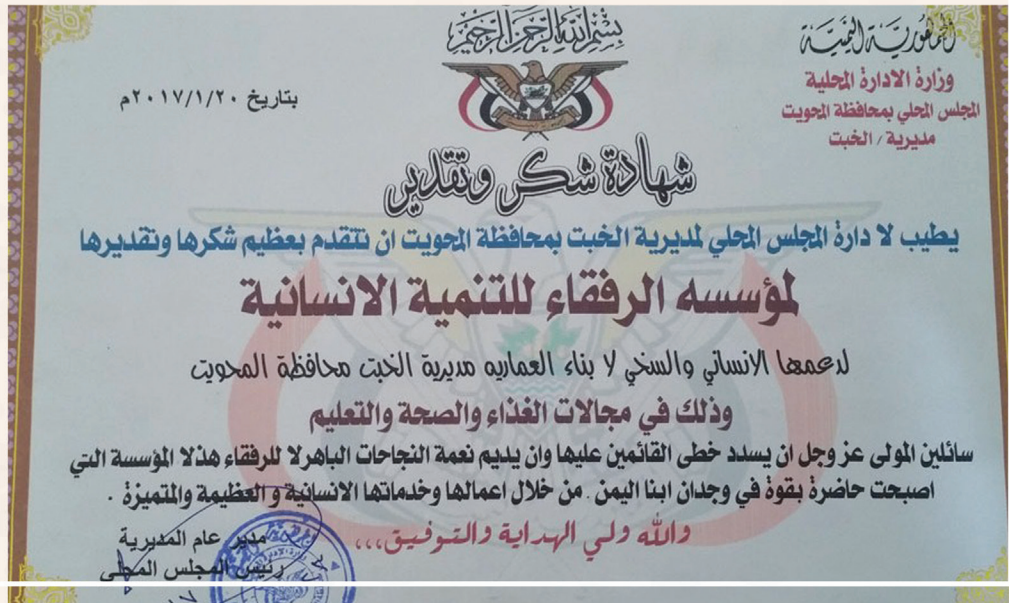 بسم الله الرحمن الرحيم
الجمهورية اليمنية
وزارة الادارة المحلية
المجلس المحلي بمحافظة المحويت
مديرية / الخبت
بتاريخ ٢٠١٧/١/٢٠م
شهادة شكر وتقدير
يطيب لا دارة المجلس المحلي لمديرية الخبت بمحافظة المحويت ان تتقدم بعظيم شكرها وتقديرها
لمؤسسه الرفقاء للتنمية الانسانية
لدعمها الانساني والسخي لا بناء العماريه مديرية الخبت محافظة المحويت
وذلك في مجالات الغذاء والصحة والتعليم
سائلين المولى عز وجل ان يسدد خطى القائمين عليها وان يديم نعمة النجاحات الباهرة للرفقاء هذة المؤسسة التي
اصبحت حاضرة بقوة في وجدان ابنا اليمن . من خلال اعمالها وخدماتها الانسانية و العظيمة والمتميزة .
والله ولي الهداية والتوفيق,,,
مدير عام المديرية
رئيس المجلس المحلي